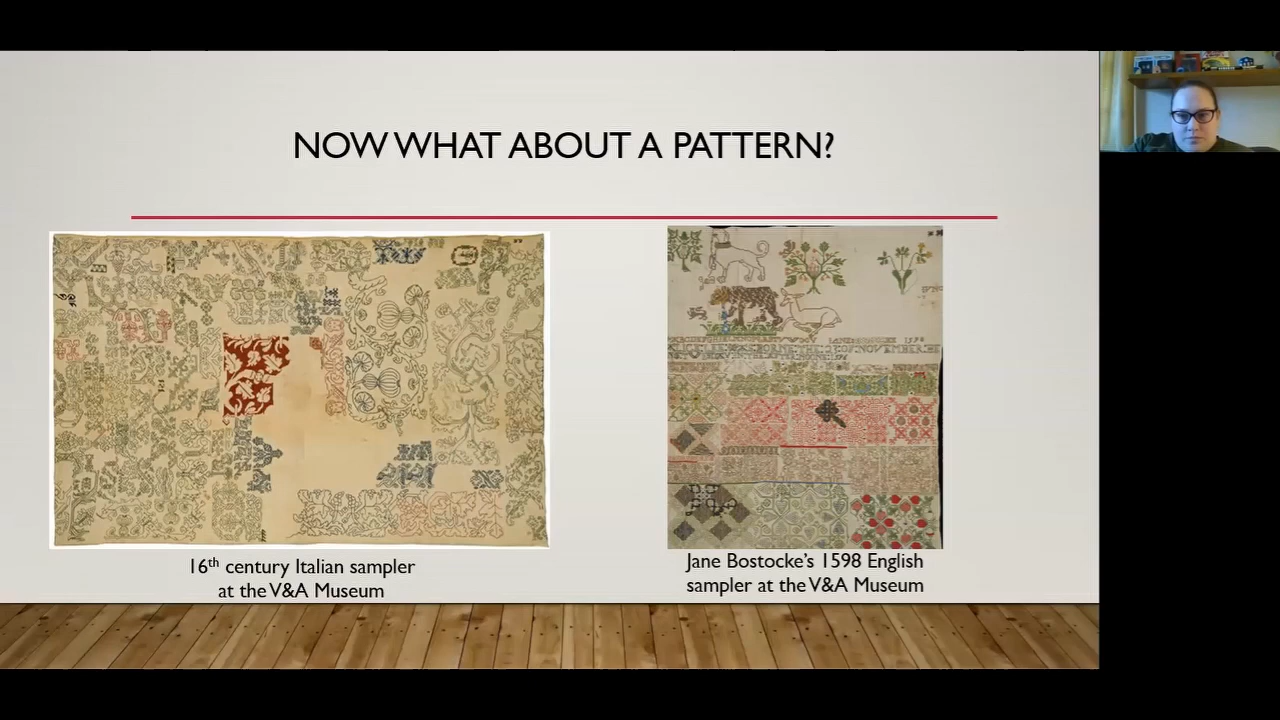 NOW WHAT ABOUT A PATTERN?
16th century Italian sampler
at the V&A Museum
Jane Bostocke's 1598 English
sampler at the V&A Museum